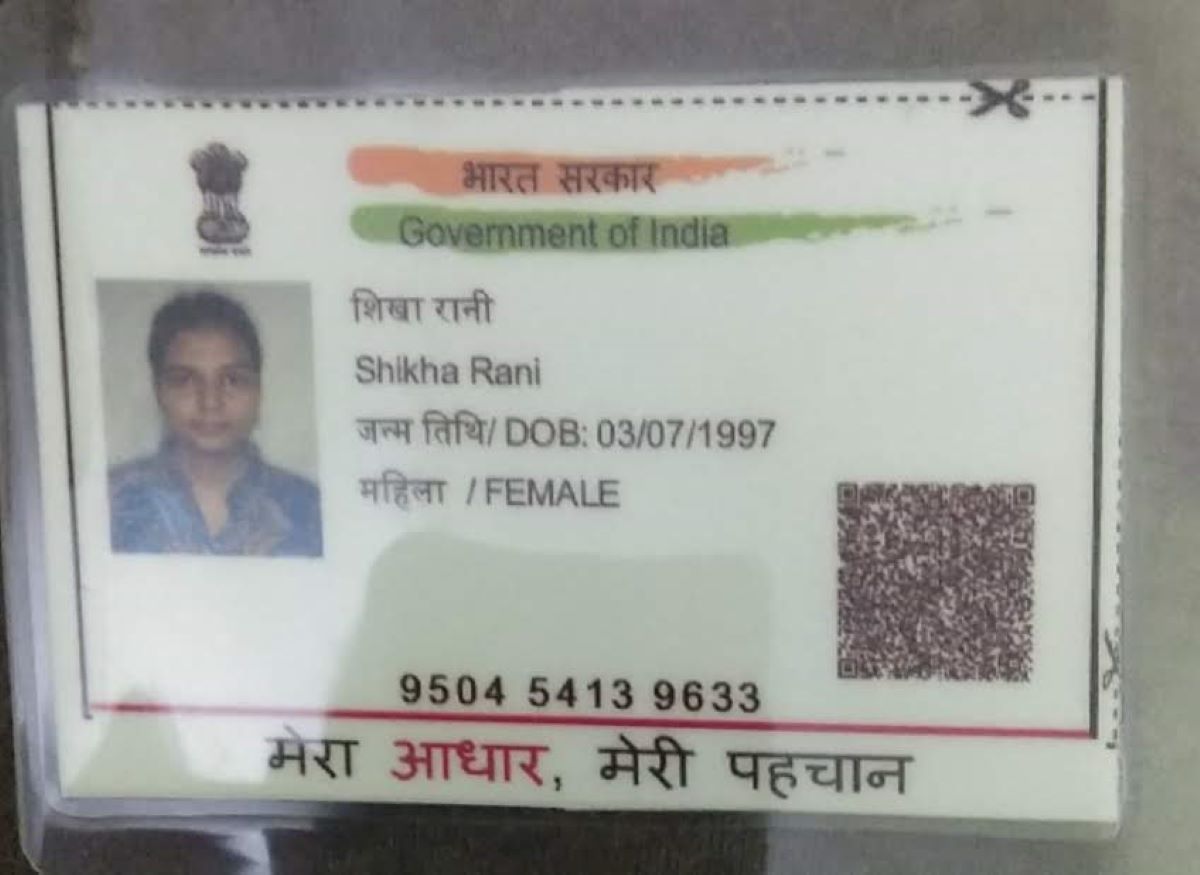 भारत सरकार
Government of India
शिखा रानी
Shikha Rani
जन्म तिथि/ DOB: 03/07/1997
महिला / FEMALE
9504 5413 9633
मेरा आधार, मेरी पहचान